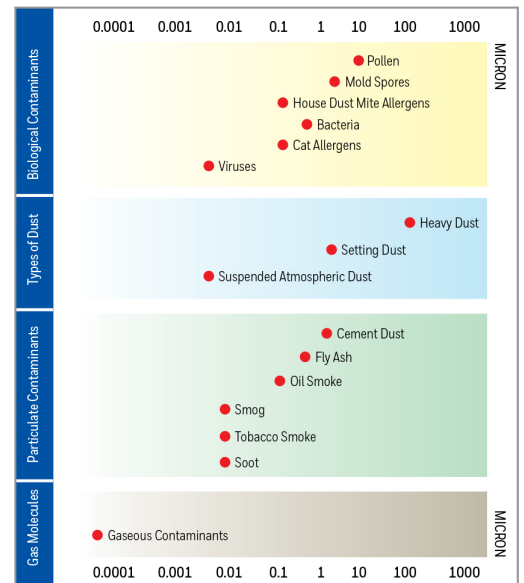 0.0001 0.001 0.01 0.1 1 10 100 1000
MICRON
Biological Contaminants
Pollen
Mold Spores
House Dust Mite Allergens
Bacteria
Cat Allergens
Viruses
Types of Dust
Heavy Dust
Setting Dust
Suspended Atmospheric Dust
Particulate Contaminants
Cement Dust
Fly Ash
Oil Smoke
Smog
Tobacco Smoke
Soot
Gas Molecules
Gaseous Contaminants
MICRON
0.0001 0.001 0.01 0.1 1 10 100 1000